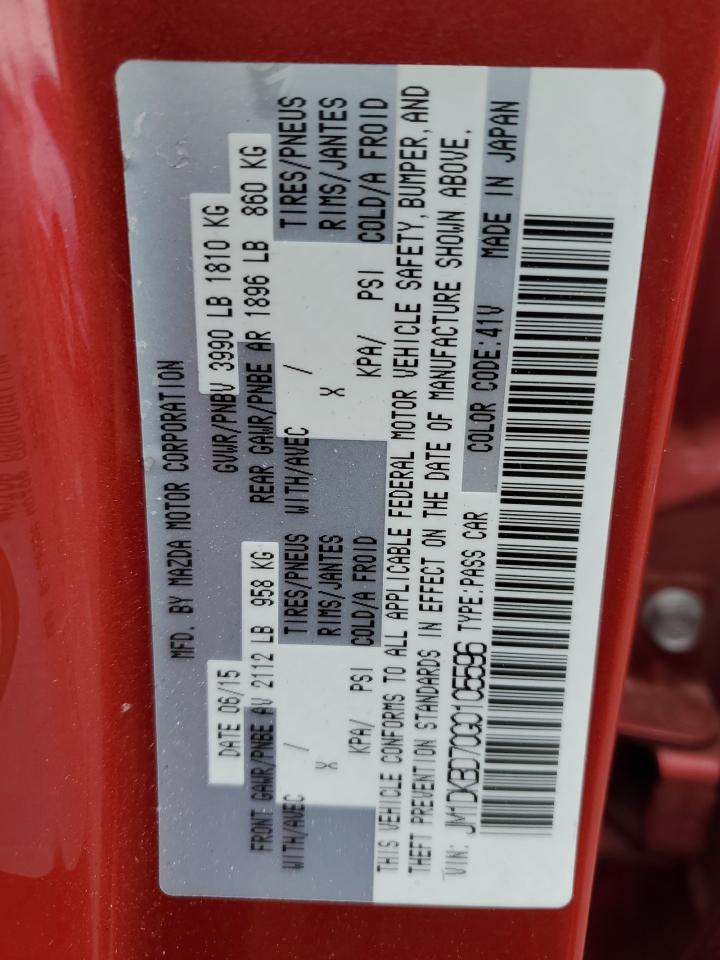 MFD. BY MAZDA MOTOR CORPORATION
DATE 06/15 GVWR/PNBV 3990 LB 1810 KG
FRONT GAWR/PNBE AV 2112 LB 958 KG REAR GAWR/PNBE AR 1896 LB 860 KG
WITH/AVEC / TIRES/PNEUS WITH/AVEC / TIRES/PNEUS
X RIMS/JANTES X RIMS/JANTES
KPA/ PSI COLD/A FROID KPA/ PSI COLD/A FROID
THIS VEHICLE CONFORMS TO ALL APPLICABLE FEDERAL MOTOR VEHICLE SAFETY, BUMPER, AND
THEFT PREVENTION STANDARDS IN EFFECT ON THE DATE OF MANUFACTURE SHOWN ABOVE.
VIN: JM1DKBD70G0105596 TYPE:PASS CAR COLOR CODE:41V MADE IN JAPAN